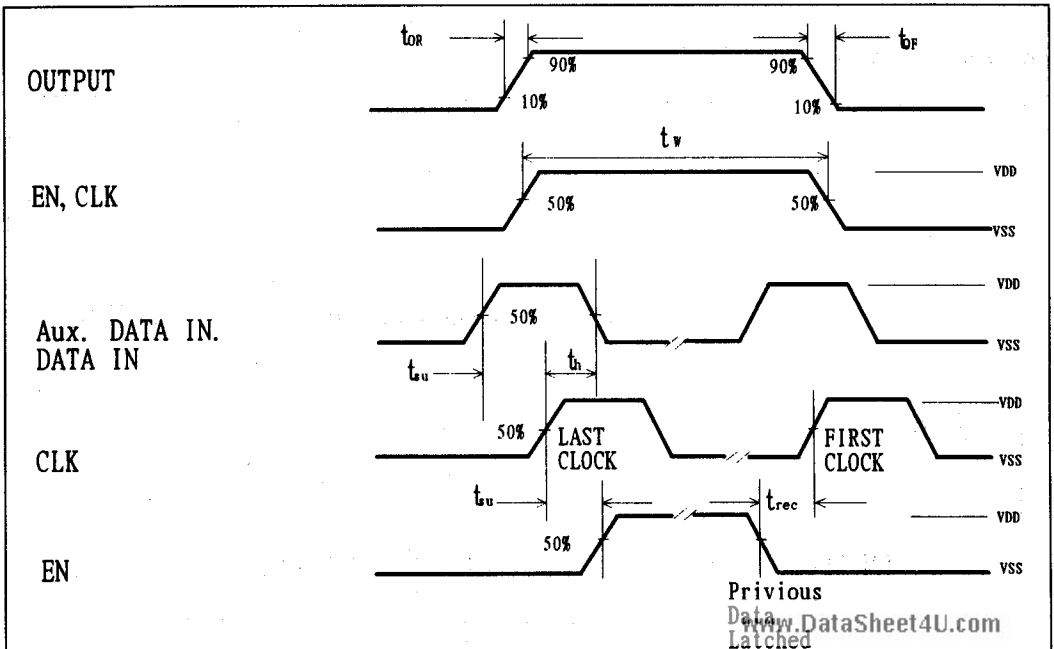 tOR
tOF
OUTPUT
90%
90%
10%
10%
tw
EN, CLK
50%
50%
VDD
VSS
Aux. DATA IN.
DATA IN
50%
VDD
VSS
tsu
th
CLK
50%
LAST
CLOCK
FIRST
CLOCK
VDD
VSS
tsu
trec
EN
50%
VDD
VSS
Privious
Data
www.DataSheet4U.com
Latched